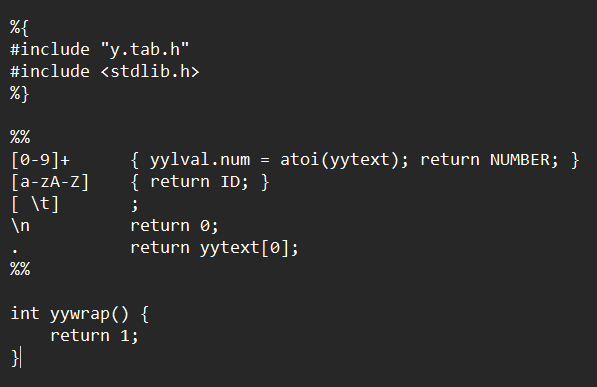 %{
#include "y.tab.h"
#include <stdlib.h>
%}

%%
[0-9]+      { yylval.num = atoi(yytext); return NUMBER; }
[a-zA-Z]    { return ID; }
[ \t]       ;
\n          return 0;
.           return yytext[0];
%%

int yywrap() {
    return 1;
}